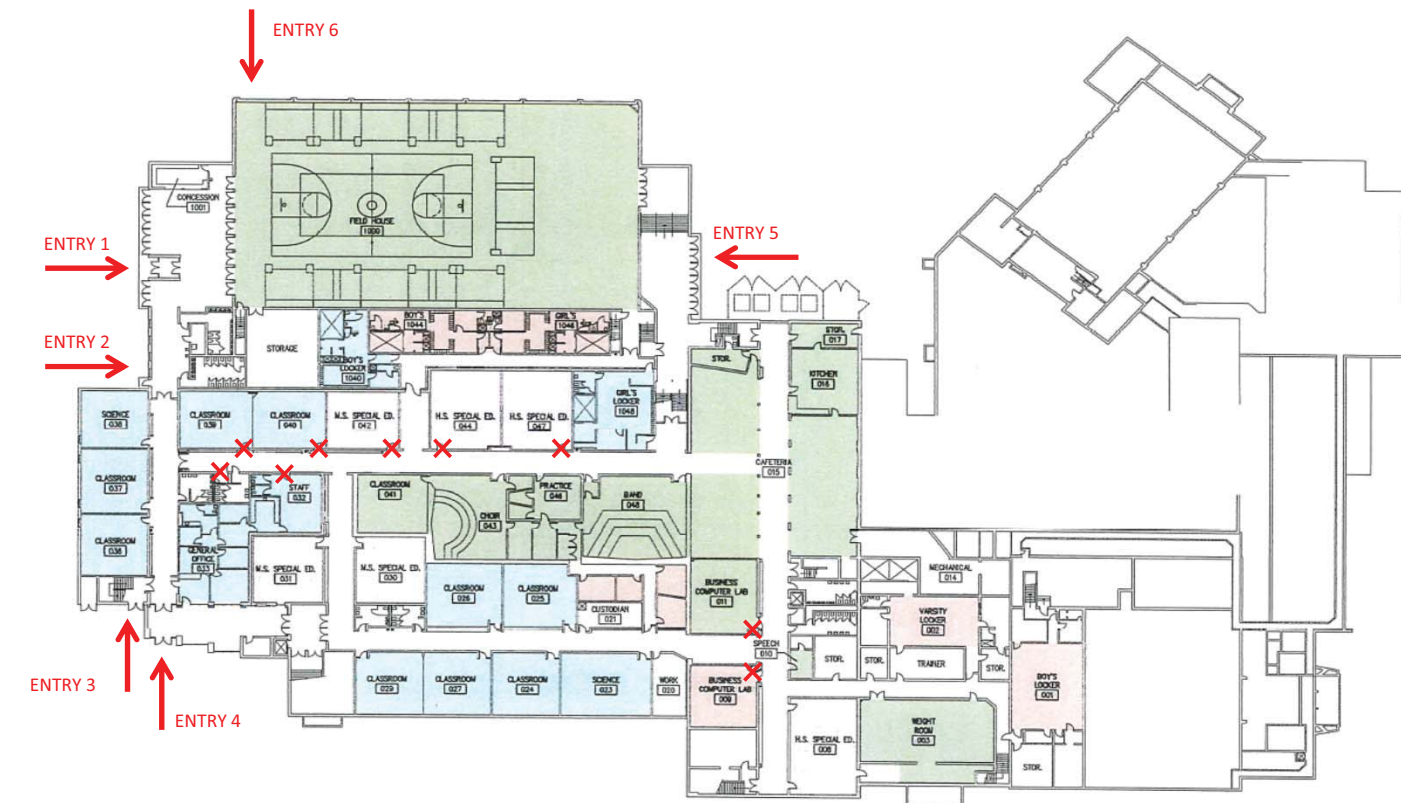 ENTRY 6
CONCESSION
1001
FIELD HOUSE
1000
ENTRY 1
ENTRY 5
BOY'S
1044
GIRL'S
1046
STOR.
017
ENTRY 2
STORAGE
BOY'S
LOCKER
1040
STOR.
KITCHEN
016
SCIENCE
038
CLASSROOM
039
CLASSROOM
040
M.S. SPECIAL ED.
042
H.S. SPECIAL ED.
044
H.S. SPECIAL ED.
047
GIRL'S
LOCKER
1048
CLASSROOM
037
STAFF
032
CLASSROOM
041
CHOIR
043
PRACTICE
046
BAND
048
CAFETERIA
015
CLASSROOM
036
GENERAL
OFFICE
033
M.S. SPECIAL ED.
031
M.S. SPECIAL ED.
030
CLASSROOM
026
CLASSROOM
025
CUSTODIAN
021
BUSINESS
COMPUTER LAB
011
MECHANICAL
014
VARSITY
LOCKER
002
SPEECH
010
STOR.
STOR.
TRAINER
STOR.
ENTRY 3
ENTRY 4
CLASSROOM
029
CLASSROOM
027
CLASSROOM
024
SCIENCE
023
WORK
020
BUSINESS
COMPUTER LAB
009
BOY'S
LOCKER
001
H.S. SPECIAL ED.
008
WEIGHT
ROOM
003
STOR.